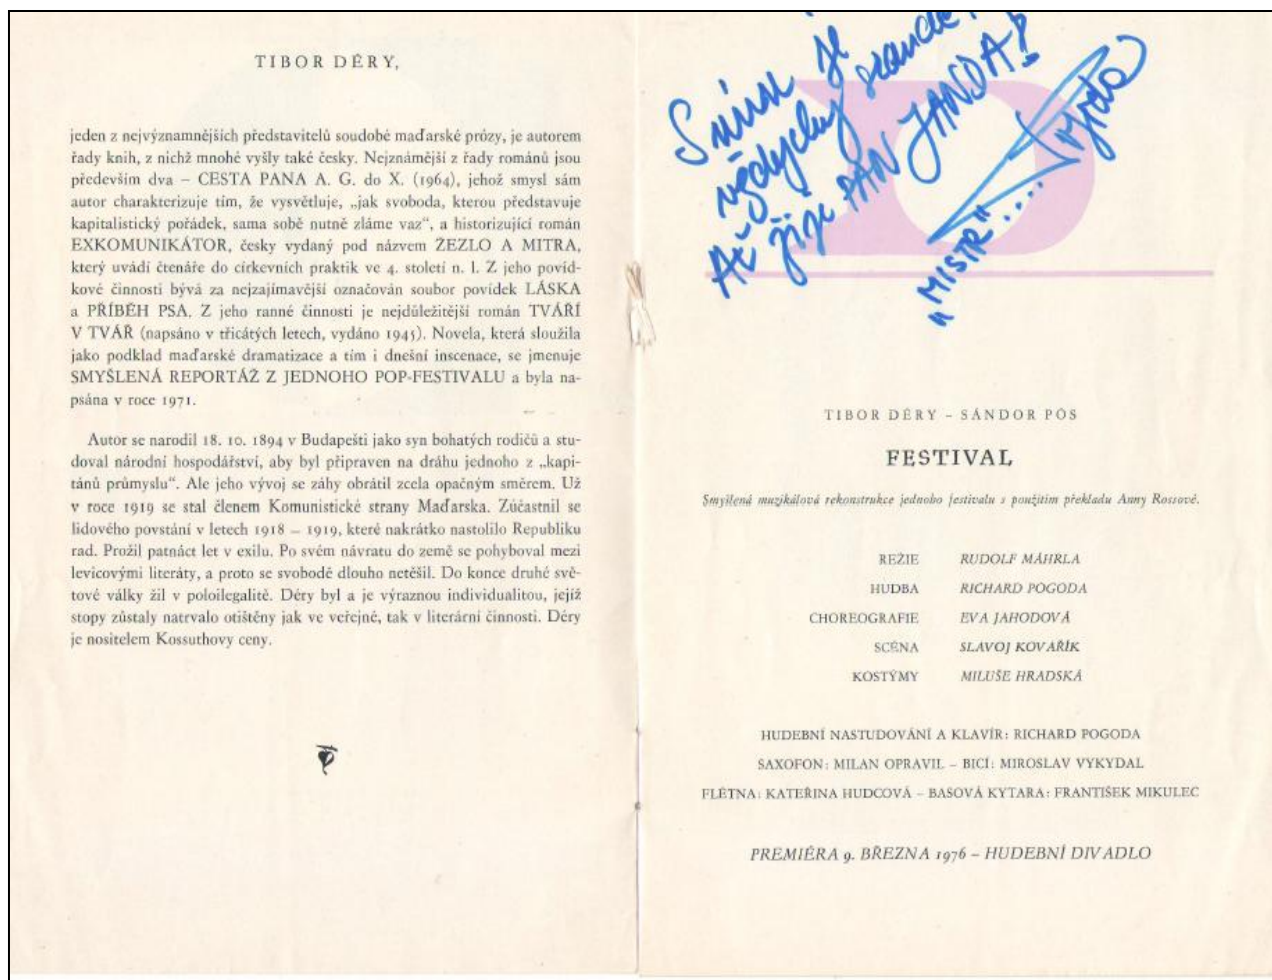 TIBOR DÉRY,
jeden z nejvýznamnějších představitelů soudobé maďarské prózy, je autorem
řady knih, z nichž mnohé vyšly také česky. Nejznámější z řady románů jsou
především dva – CESTA PANA A. G. do X. (1964), jehož smysl sám
autor charakterizuje tím, že vysvětluje, „jak svoboda, kterou představuje
kapitalistický pořádek, sama sobě nutně zláme vaz“, a historizující román
EXKOMUNIKÁTOR, česky vydaný pod názvem ŽEZLO A MITRA,
který uvádí čtenáře do církevních praktik ve 4. století n. l. Z jeho povíd-
kové činnosti bývá za nejzajímavější označován soubor povídek LÁSKA
a PŘÍBĚH PSA. Z jeho ranné činnosti je nejdůležitější román TVÁŘÍ
V TVÁŘ (napsáno v třicátých letech, vydáno 1945). Novela, která sloužila
jako podklad maďarské dramatizace a tím i dnešní inscenace, se jmenuje
SMYŠLENÁ REPORTÁŽ Z JEDNOHO POP-FESTIVALU a byla na-
psána v roce 1971.
Autor se narodil 18. 10. 1894 v Budapešti jako syn bohatých rodičů a stu-
doval národní hospodářství, aby byl připraven na dráhu jednoho z „kapi-
tánů průmyslu“. Ale jeho vývoj se záhy obrátil zcela opačným směrem. Už
v roce 1919 se stal členem Komunistické strany Maďarska. Zúčastnil se
lidového povstání v letech 1918 – 1919, které nakrátko nastolilo Republiku
rad. Prožil patnáct let v exilu. Po svém návratu do země se pohyboval mezi
levicovými literáty, a proto se svobodě dlouho netěšil. Do konce druhé svě-
tové války žil v poloilegalitě. Déry byl a je výraznou individualitou, jejíž
stopy zůstaly natrvalo otištěny jak ve veřejné, tak v literární činnosti. Déry
je nositelem Kossuthovy ceny.
je
vždycky
Ať žije PAN JANDA!
„MISTR“....
TIBOR DÉRY – SÁNDOR PÓS
FESTIVAL
Smyšlená muzikálová rekonstrukce jednoho festivalu s použitím překladu Anny Rossové.
REŽIE RUDOLF MÁHRLA
HUDBA RICHARD POGODA
CHOREOGRAFIE EVA JAHODOVÁ
SCÉNA SLAVOJ KOVAŘÍK
KOSTÝMY MILUŠE HRADSKÁ
HUDEBNÍ NASTUDOVÁNÍ A KLAVÍR: RICHARD POGODA
SAXOFON: MILAN OPRAVIL – BICÍ: MIROSLAV VYKYDAL
FLÉTNA: KATEŘINA HUDCOVÁ – BASOVÁ KYTARA: FRANTIŠEK MIKULEC
PREMIÉRA 9. BŘEZNA 1976 – HUDEBNÍ DIVADLO